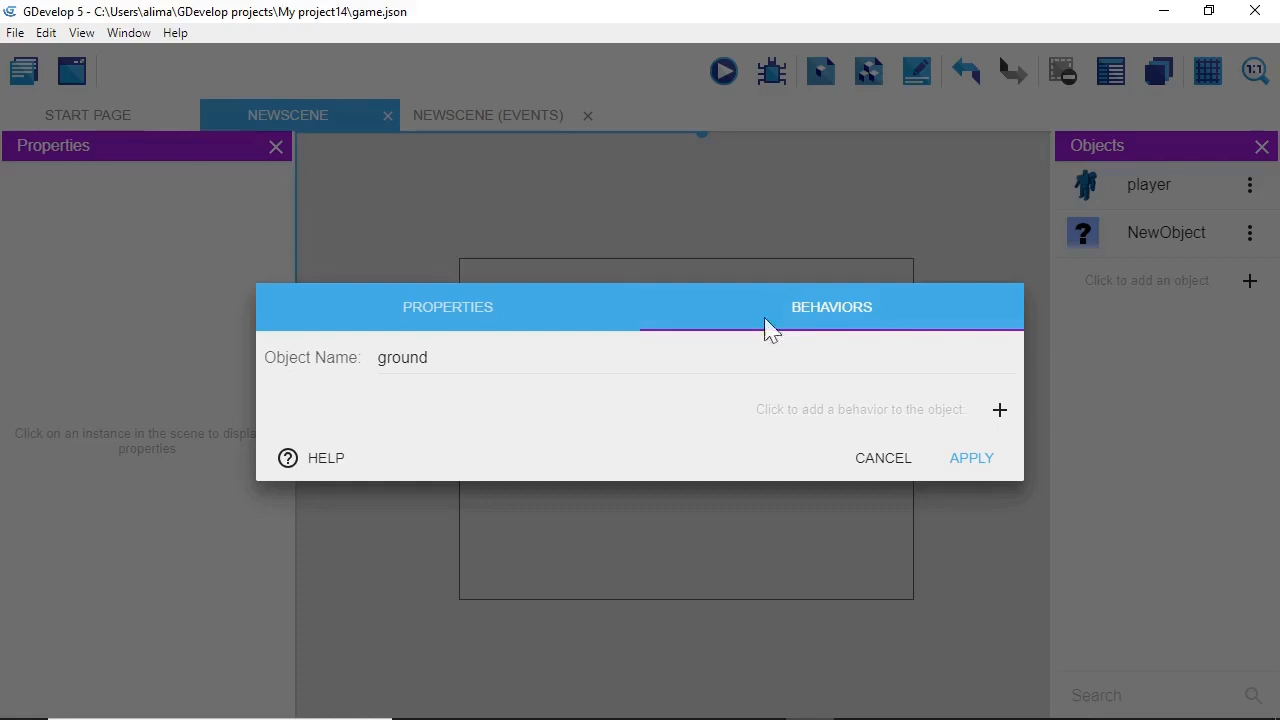 GDevelop 5 - C:\Users\alima\GDevelop projects\My project14\game.json
File Edit View Window Help
1:1
START PAGE NEWSCENE NEWSCENE (EVENTS)
Properties
Objects
player
NewObject
Click to add an object
PROPERTIES BEHAVIORS
Object Name: ground
Click to add a behavior to the object:
Click on an instance in the scene to displa
properties
HELP CANCEL APPLY
Search